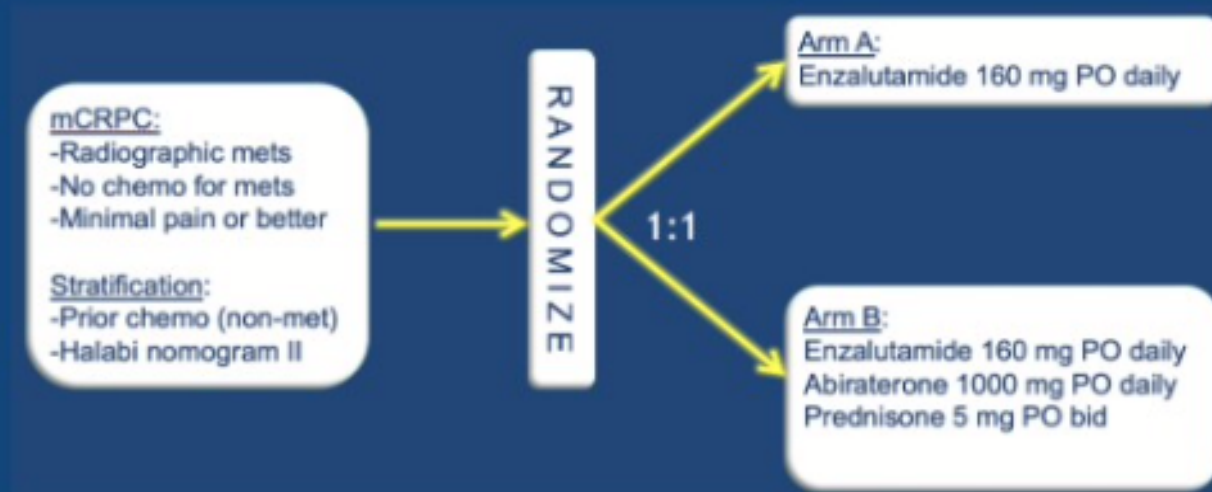 mCRPC:
-Radiographic mets
-No chemo for mets
-Minimal pain or better
Stratification:
-Prior chemo (non-met)
-Halabi nomogram II
RANDOMIZE
1:1
Arm A:
Enzalutamide 160 mg PO daily
Arm B:
Enzalutamide 160 mg PO daily
Abiraterone 1000 mg PO daily
Prednisone 5 mg PO bid